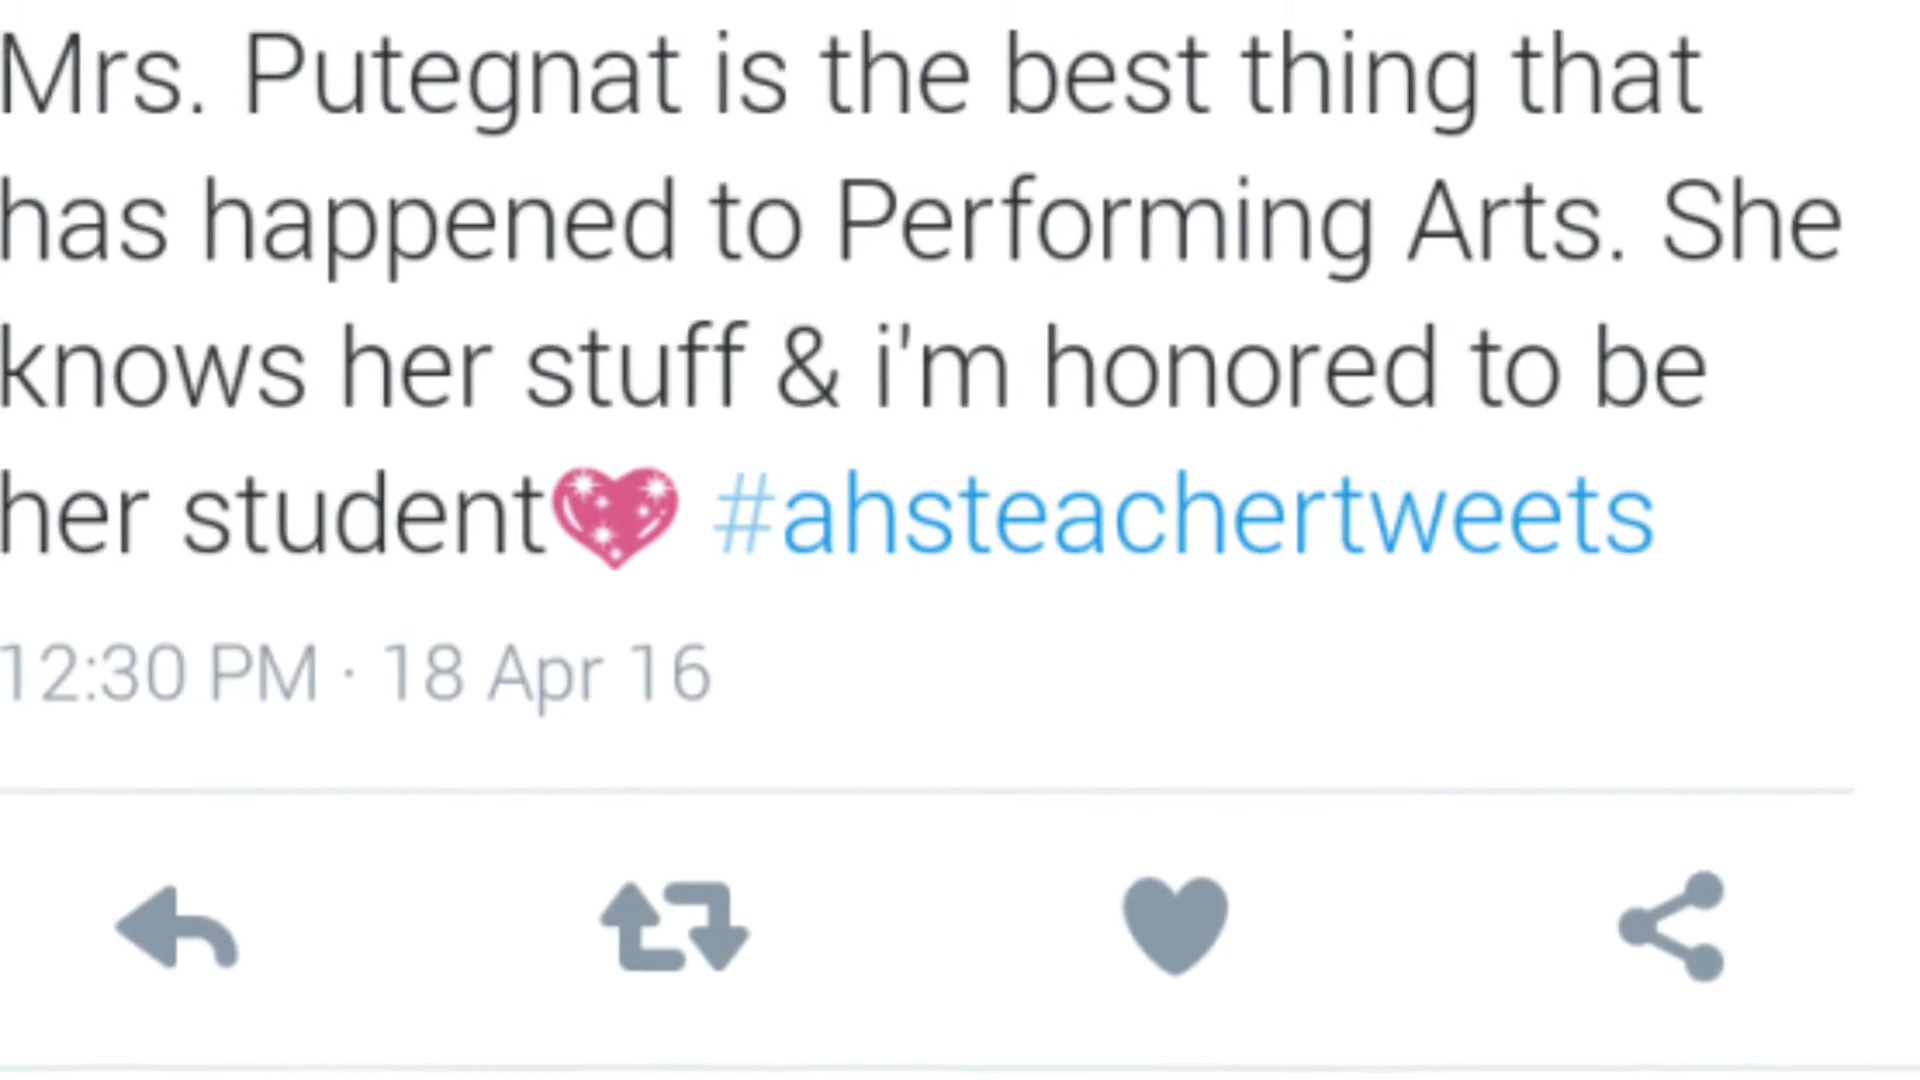 Mrs. Putegnat is the best thing that
has happened to Performing Arts. She
knows her stuff & i'm honored to be
her student💖 #ahsteachertweets
12:30 PM · 18 Apr 16